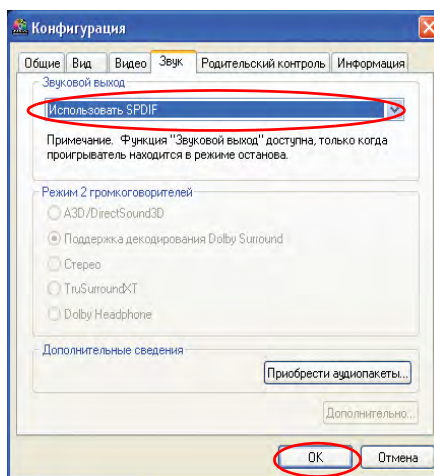 Конфигурация
Общие Вид Видео Звук Родительский контроль Информация
Звуковой выход
Использовать SPDIF
Примечание. Функция "Звуковой выход" доступна, только когда
проигрыватель находится в режиме останова.
Режим 2 громкоговорителей
A3D/DirectSound3D
Поддержка декодирования Dolby Surround
Стерео
TruSurroundXT
Dolby Headphone
Дополнительные сведения
Приобрести аудиопакеты...
Дополнительно...
OK Отмена